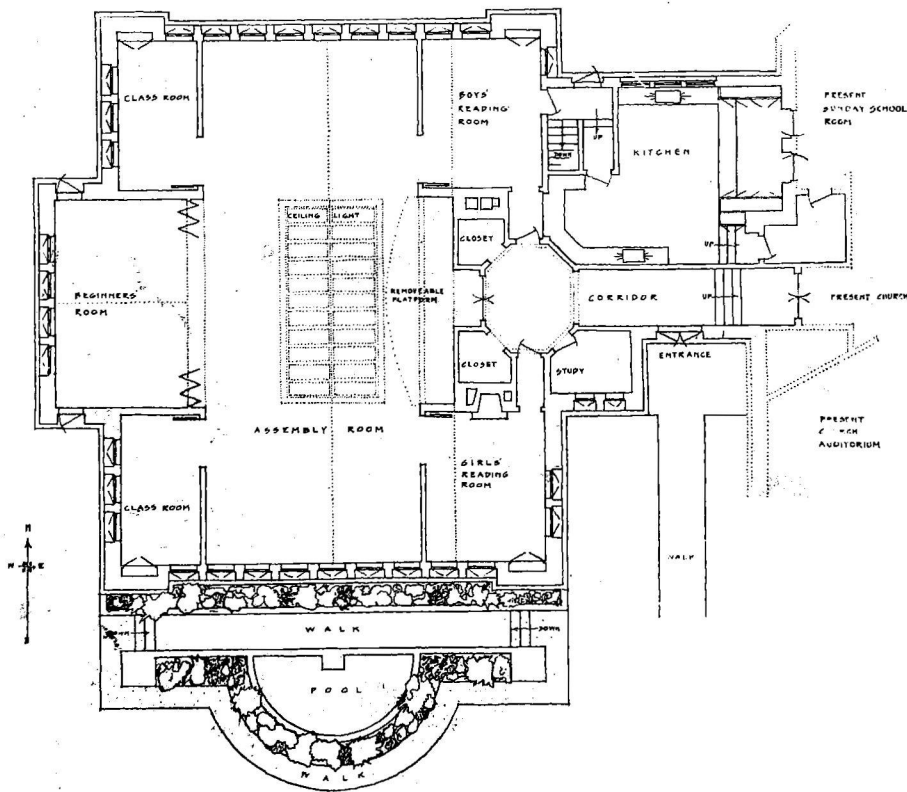 CLASS ROOM
BOYS'
READING
ROOM
PRESENT
SUNDAY SCHOOL
ROOM
KITCHEN
UP
DOWN
CEILING LIGHT
CLOSET
UP
BEGINNERS'
ROOM
REMOVEABLE
PLATFORM
CORRIDOR
UP
PRESENT CHURCH
ENTRANCE
CLOSET
STUDY
ASSEMBLY ROOM
PRESENT
CHURCH
AUDITORIUM
GIRLS'
READING
ROOM
CLASS ROOM
N
W
E
WALK
DOWN
WALK
DOWN
POOL
WALK